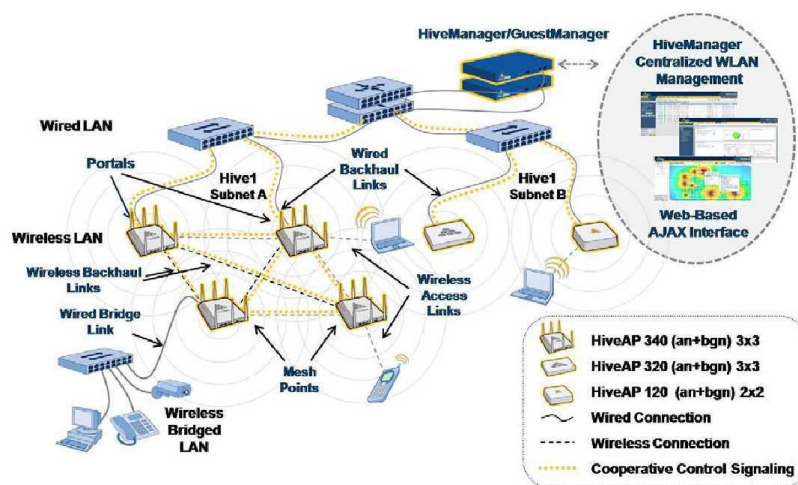 HiveManager/GuestManager
HiveManager
Centralized WLAN
Management
Wired LAN
Portals
Hive1
Subnet A
Wired
Backhaul
Links
Hive1
Subnet B
Web-Based
AJAX Interface
Wireless LAN
Wireless Backhaul
Links
Wireless
Access
Links
Wired Bridge
Link
Mesh
Points
Wireless
Bridged
LAN
HiveAP 340 (an+bgn) 3x3
HiveAP 320 (an+bgn) 3x3
HiveAP 120 (an+bgn) 2x2
Wired Connection
Wireless Connection
Cooperative Control Signaling